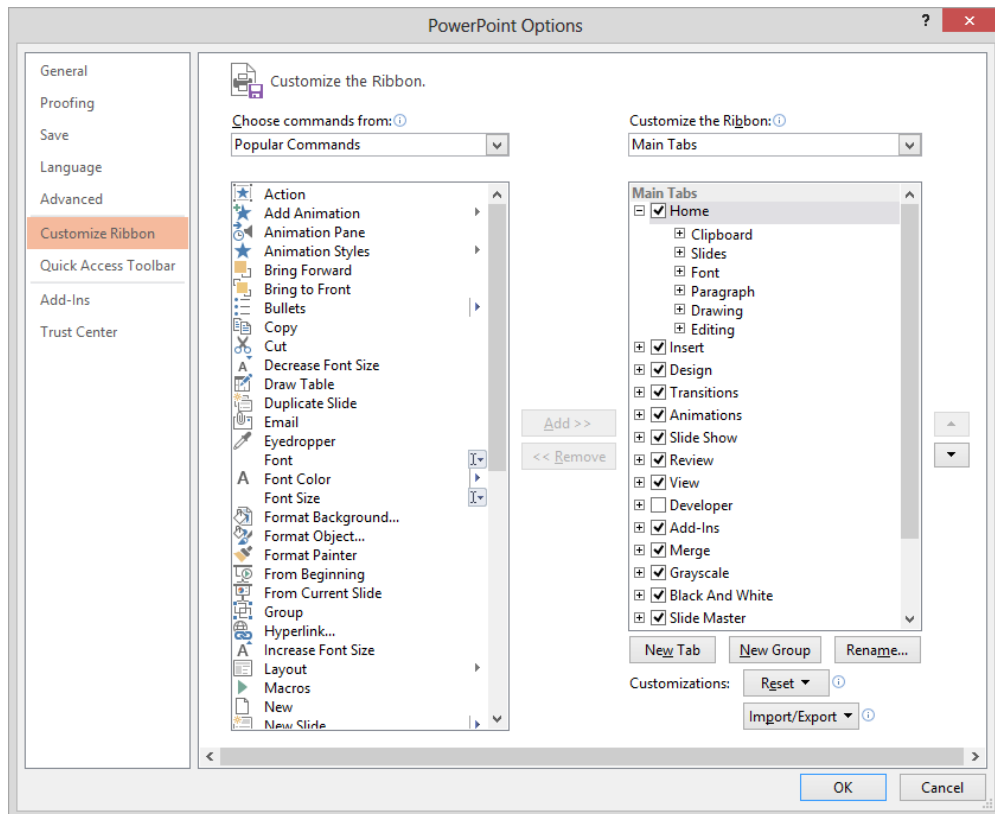 PowerPoint Options
?
General
Proofing
Save
Language
Advanced
Customize Ribbon
Quick Access Toolbar
Add-Ins
Trust Center
Customize the Ribbon.
Choose commands from:
Popular Commands
Action
Add Animation
Animation Pane
Animation Styles
Bring Forward
Bring to Front
Bullets
Copy
Cut
Decrease Font Size
Draw Table
Duplicate Slide
Email
Eyedropper
Font
Font Color
Font Size
Format Background...
Format Object...
Format Painter
From Beginning
From Current Slide
Group
Hyperlink...
Increase Font Size
Layout
Macros
New
New Slide
Add >>
<< Remove
Customize the Ribbon:
Main Tabs
Main Tabs
Home
Clipboard
Slides
Font
Paragraph
Drawing
Editing
Insert
Design
Transitions
Animations
Slide Show
Review
View
Developer
Add-Ins
Merge
Grayscale
Black And White
Slide Master
New Tab
New Group
Rename...
Customizations:
Reset
Import/Export
OK
Cancel